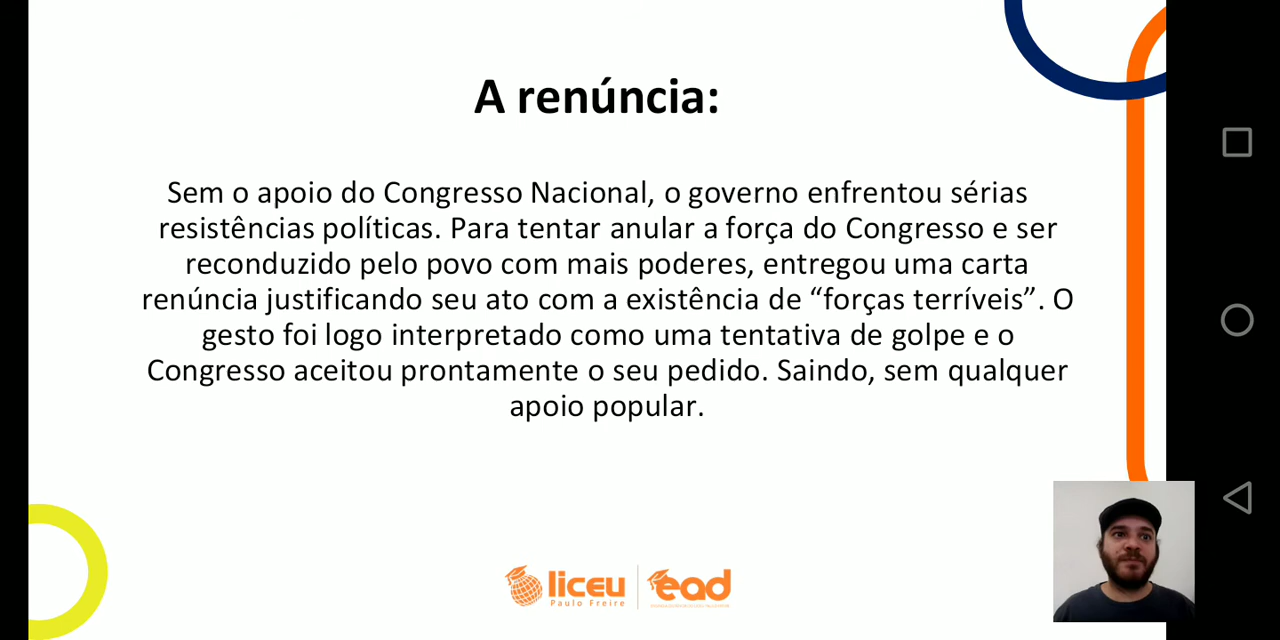 A renúncia:
Sem o apoio do Congresso Nacional, o governo enfrentou sérias
resistências políticas. Para tentar anular a força do Congresso e ser
reconduzido pelo povo com mais poderes, entregou uma carta
renúncia justificando seu ato com a existência de “forças terríveis”. O
gesto foi logo interpretado como uma tentativa de golpe e o
Congresso aceitou prontamente o seu pedido. Saindo, sem qualquer
apoio popular.
liceu
Paulo Freire
ead